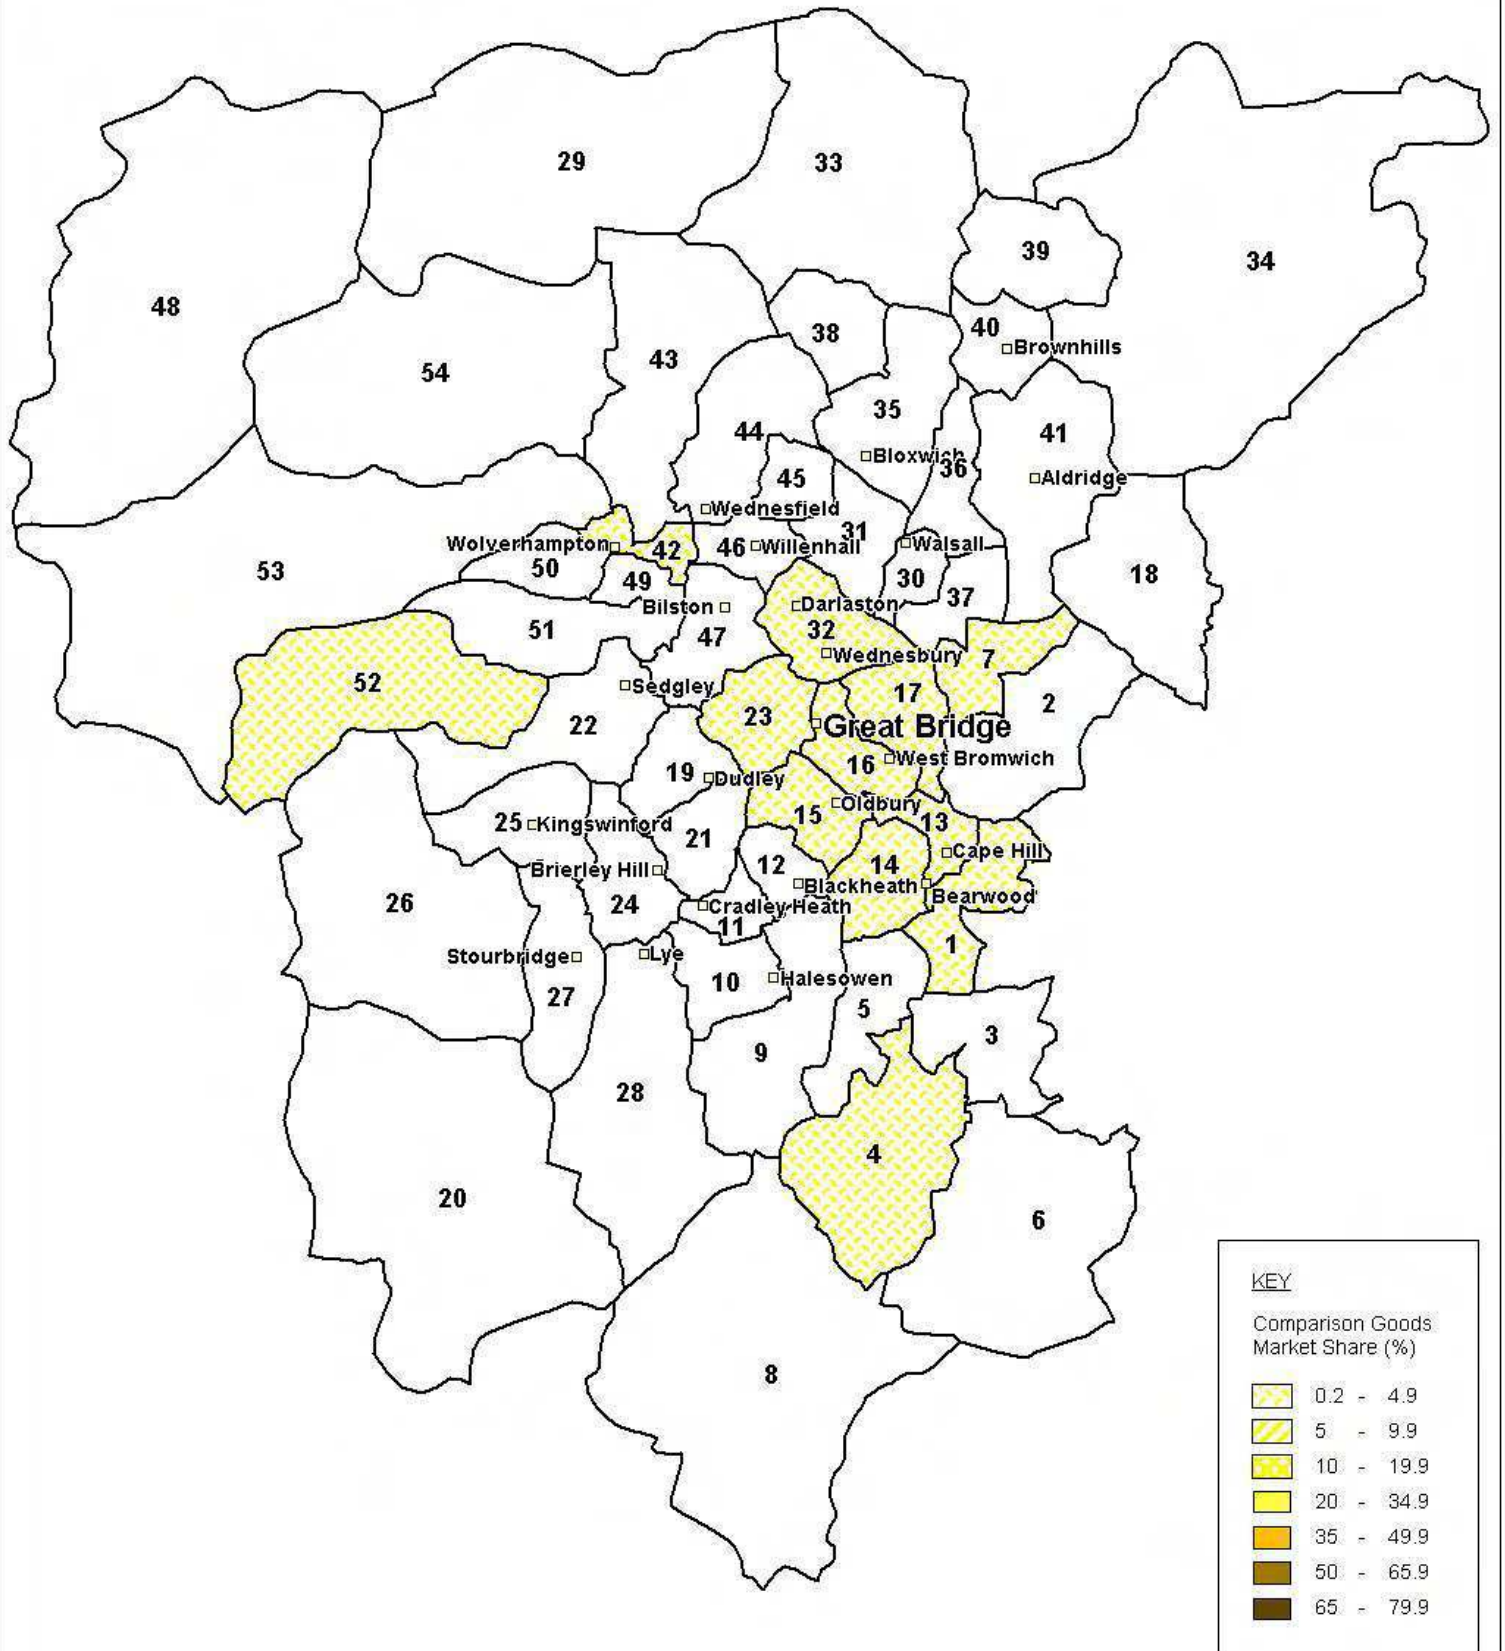 29
33
39
34
48
38
40
Brownhills
43
54
35
44
41
Bloxwich
36
45
Aldridge
Wednesfield
31
Wolverhampton
42
46
Willenhall
Walsall
53
50
49
30
18
37
Bilston
Darlaston
51
47
32
Wednesbury
7
52
Sedgley
17
2
23
22
Great Bridge
16
West Bromwich
19
Dudley
Oldbury
15
13
25
Kingswinford
21
Cape Hill
Brierley Hill
12
14
Blackheath
Bearwood
26
24
Cradley Heath
11
1
Stourbridge
Lye
10
Halesowen
27
5
3
9
28
4
20
6
8
KEY
Comparison Goods
Market Share (%)
0.2 - 4.9
5 - 9.9
10 - 19.9
20 - 34.9
35 - 49.9
50 - 65.9
65 - 79.9